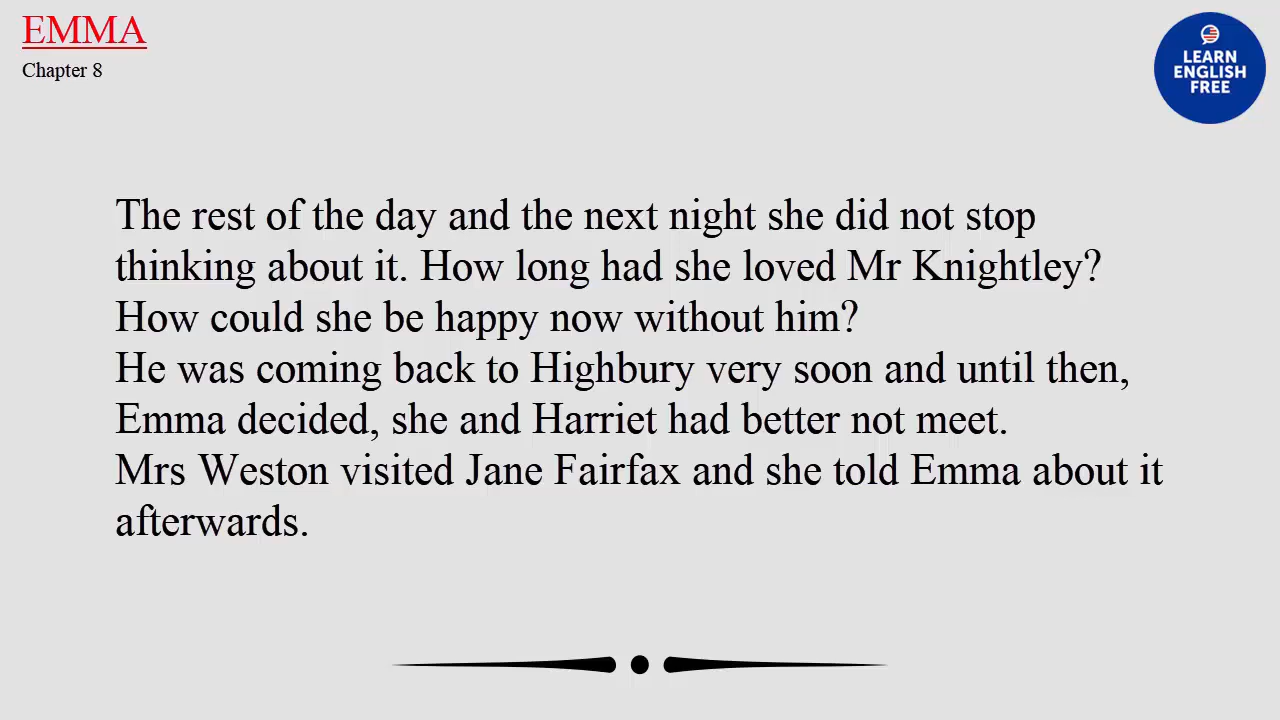 EMMA
Chapter 8
LEARN
ENGLISH
FREE
The rest of the day and the next night she did not stop
thinking about it. How long had she loved Mr Knightley?
How could she be happy now without him?
He was coming back to Highbury very soon and until then,
Emma decided, she and Harriet had better not meet.
Mrs Weston visited Jane Fairfax and she told Emma about it
afterwards.